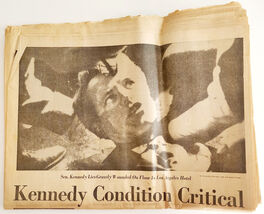 Sen. Kennedy Lies Gravely Wounded On Floor In Los Angeles Hotel
Kennedy Condition Critical